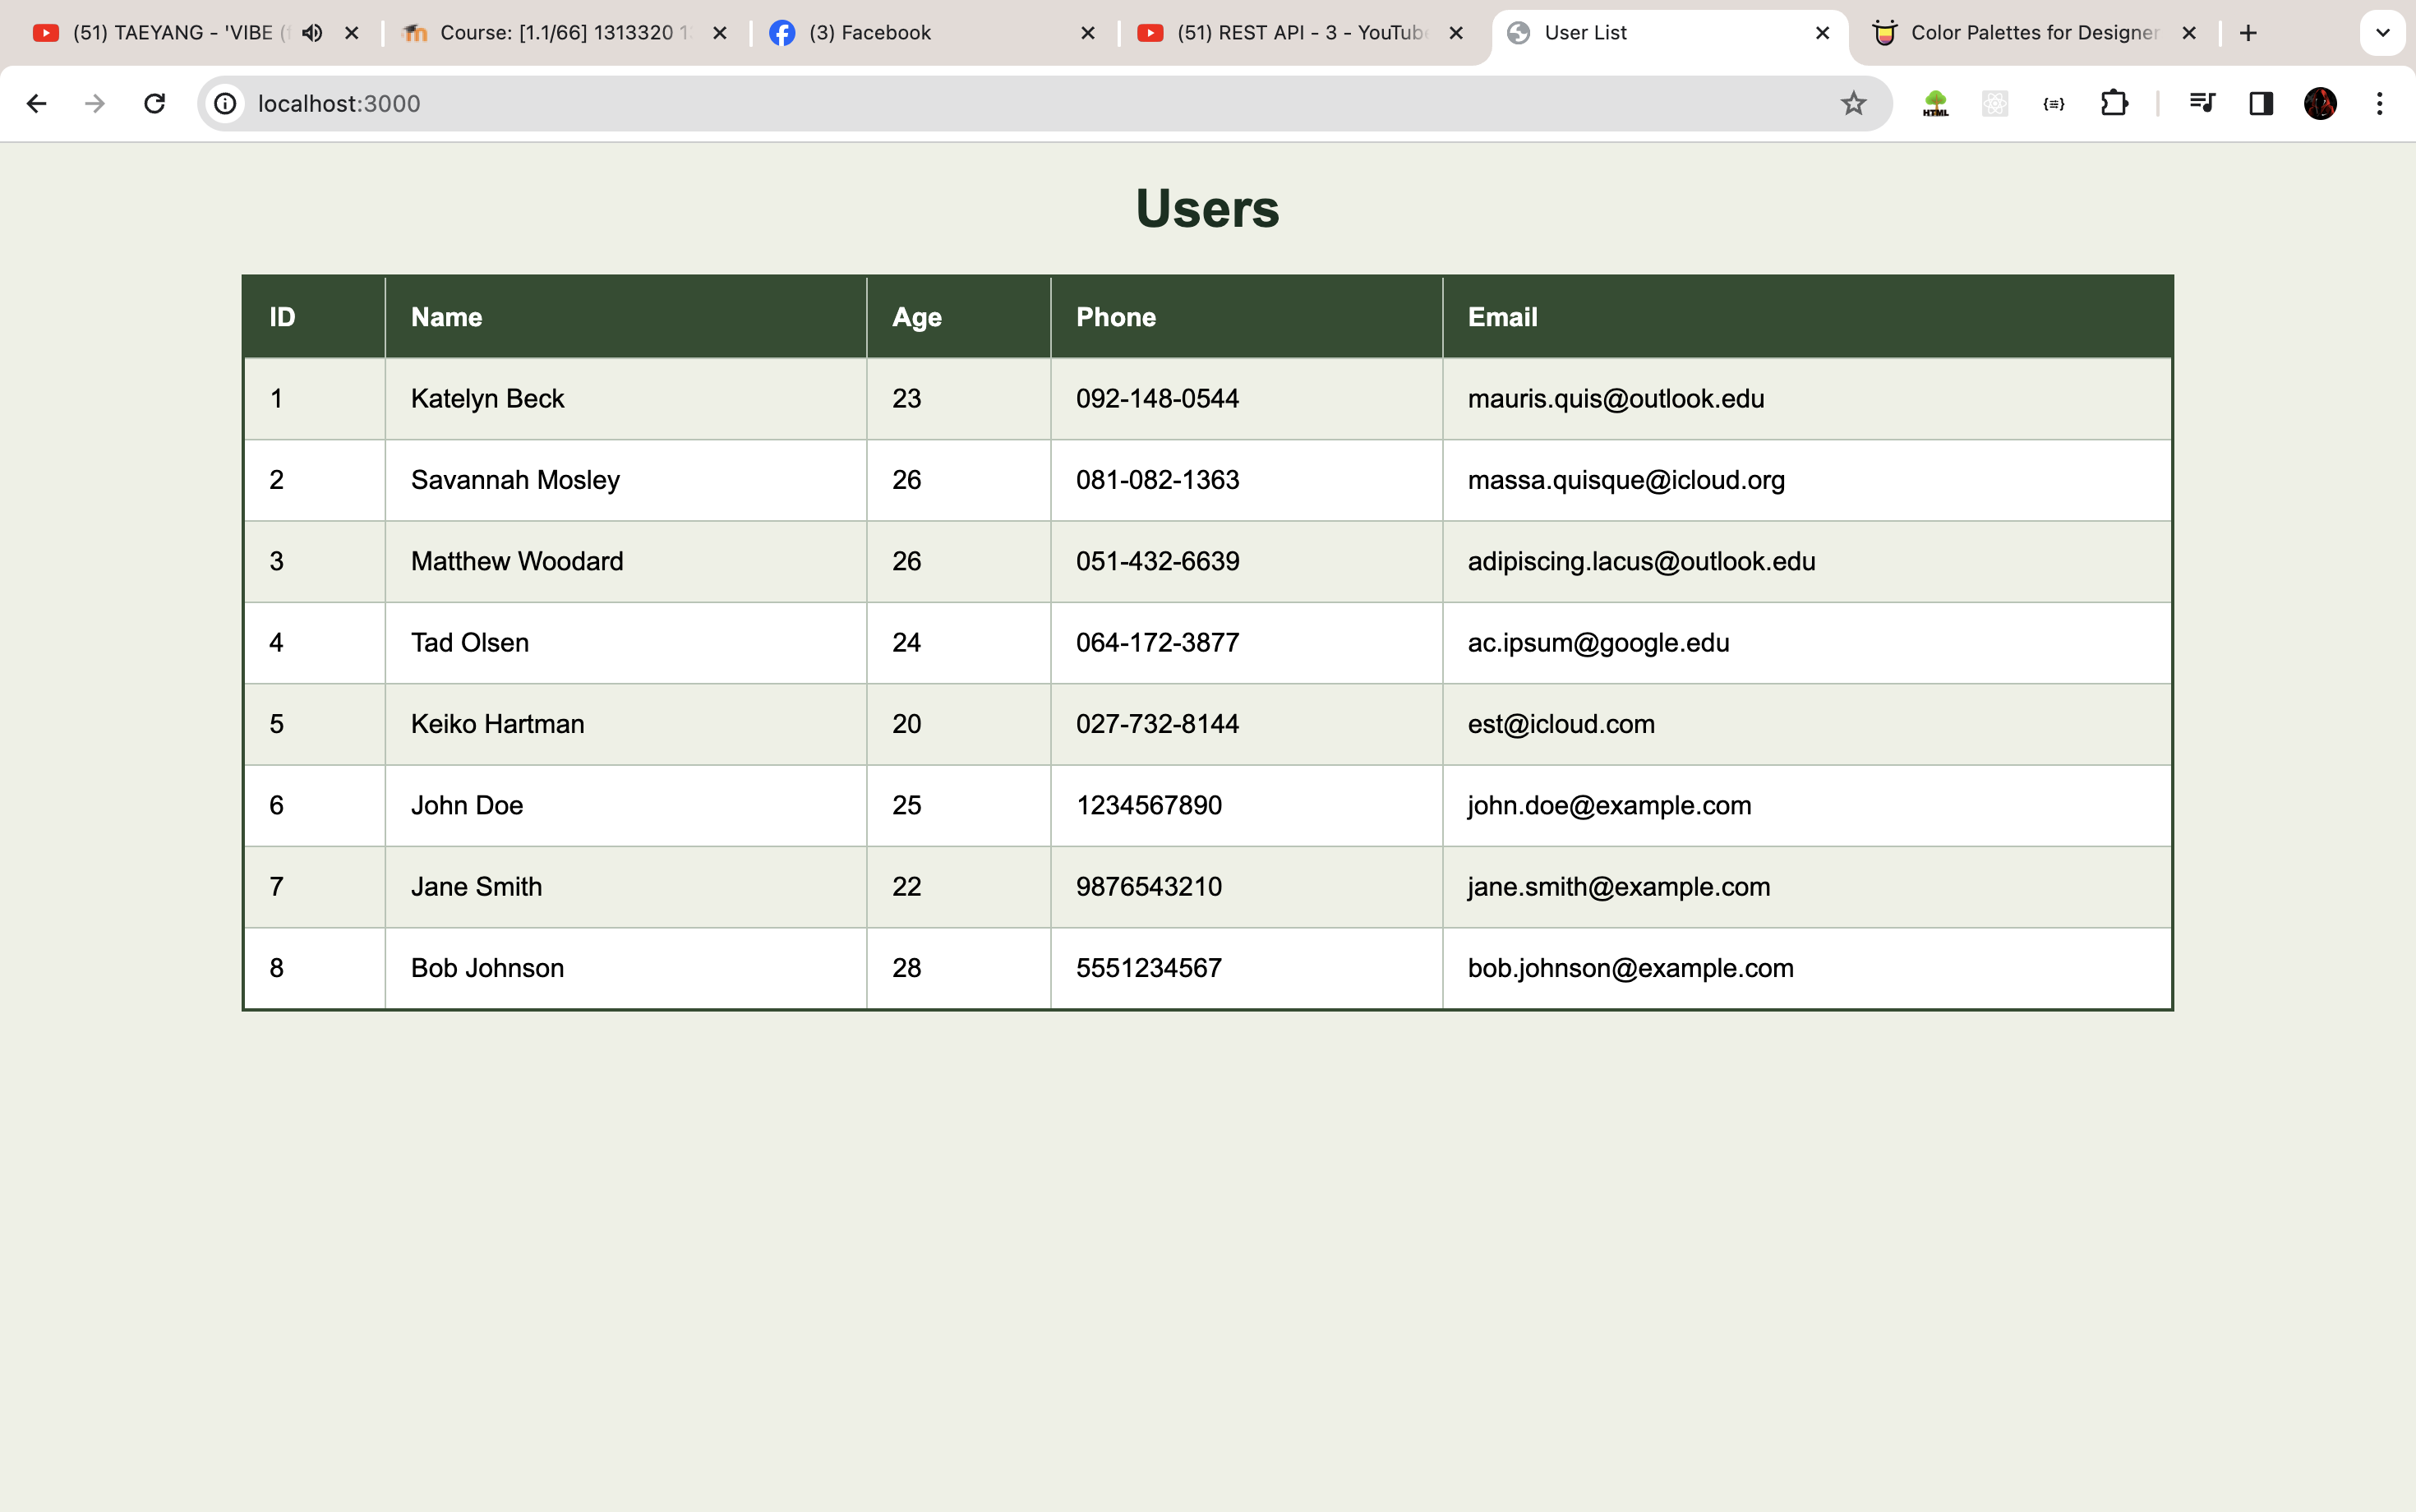 (51) TAEYANG - 'VIBE (
Course: [1.1/66] 1313320
(3) Facebook
(51) REST API - 3 - YouTube
User List
Color Palettes for Designer
localhost:3000
HTML
Users
ID Name Age Phone Email
1 Katelyn Beck 23 092-148-0544 mauris.quis@outlook.edu
2 Savannah Mosley 26 081-082-1363 massa.quisque@icloud.org
3 Matthew Woodard 26 051-432-6639 adipiscing.lacus@outlook.edu
4 Tad Olsen 24 064-172-3877 ac.ipsum@google.edu
5 Keiko Hartman 20 027-732-8144 est@icloud.com
6 John Doe 25 1234567890 john.doe@example.com
7 Jane Smith 22 9876543210 jane.smith@example.com
8 Bob Johnson 28 5551234567 bob.johnson@example.com